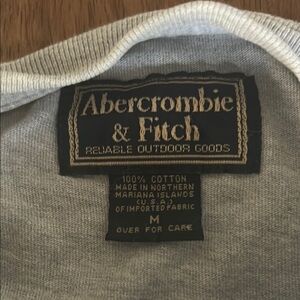 Abercrombie
& Fitch
RELIABLE OUTDOOR GOODS
100% COTTON
MADE IN NORTHERN
MARIANA ISLANDS
(U.S.A.)
OF IMPORTED FABRIC
M
OVER FOR CARE